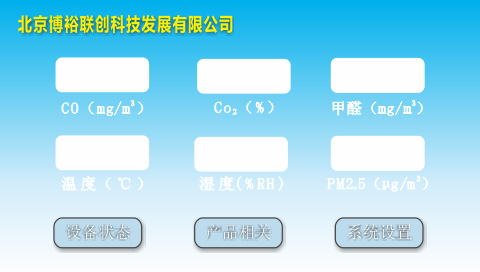 北京博裕联创科技发展有限公司
CO（mg/m³） Co₂（%） 甲醛（mg/m³）
温度（℃） 湿度(%RH) PM2.5（μg/m³）
设备状态 产品相关 系统设置